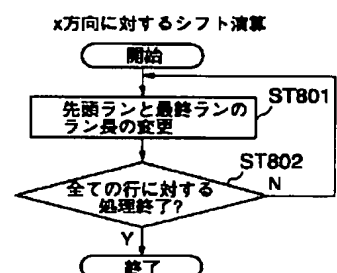 x方向に対するシフト演算
開始
ST801
先頭ランと最終ランの
ラン長の変更
ST802
全ての行に対する
処理終了?
N
Y
終了